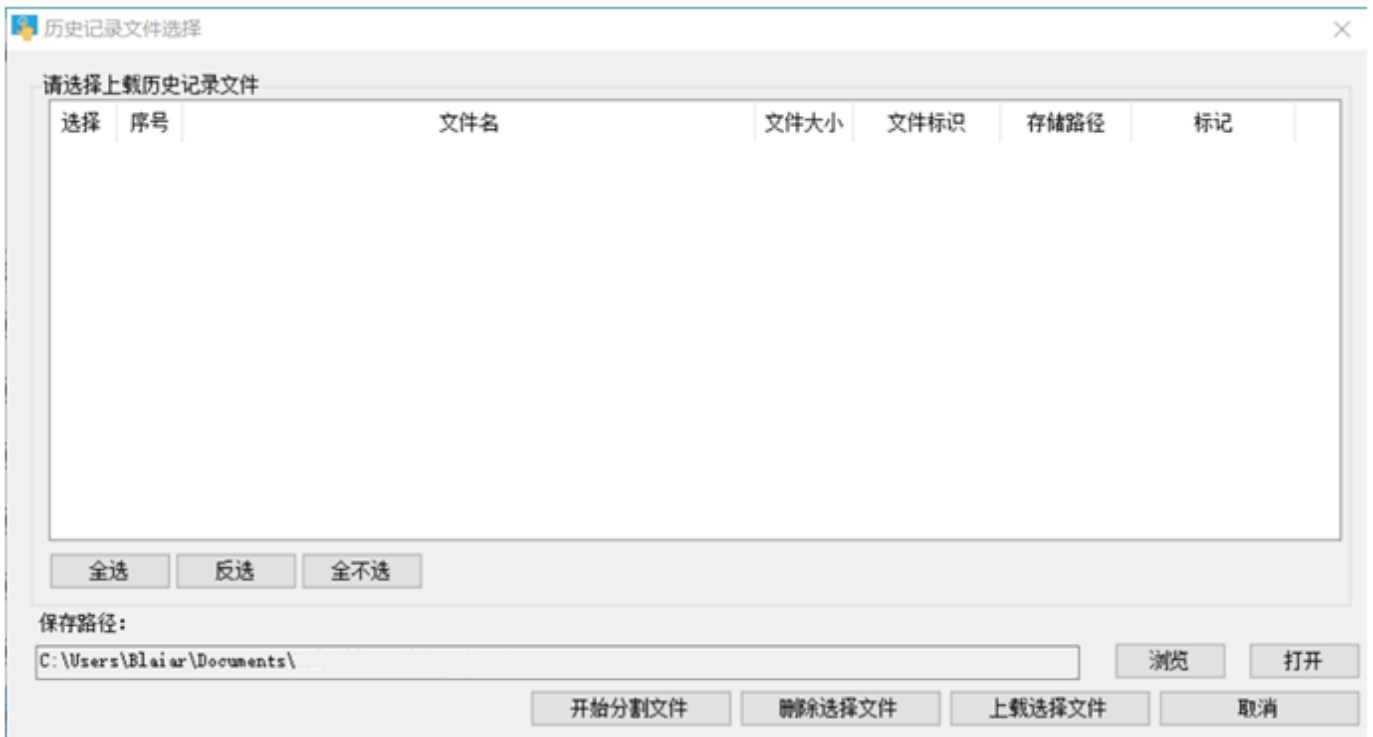 历史记录文件选择
请选择上载历史记录文件
选择 序号 文件名 文件大小 文件标识 存储路径 标记
全选 反选 全不选
保存路径：
C:\Users\Blaiar\Documents\ 浏览 打开
开始分割文件 删除选择文件 上载选择文件 取消